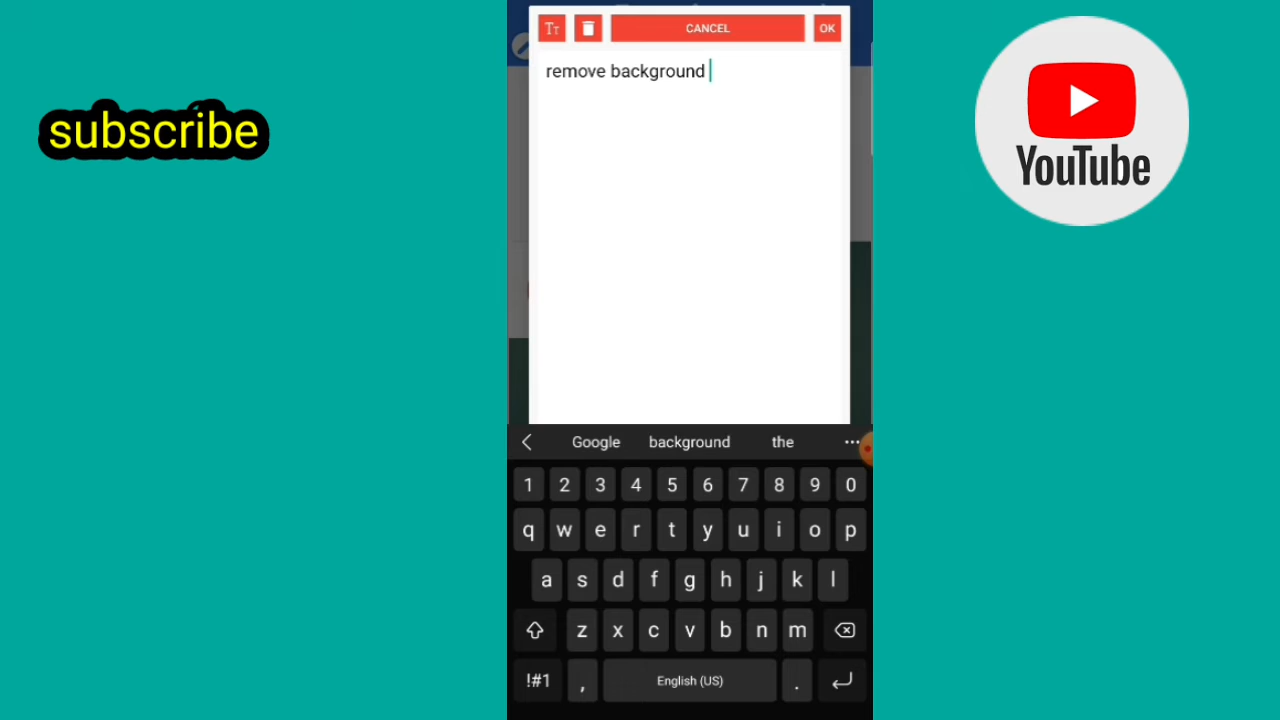 subscribe
YouTube
TT CANCEL OK
remove background
Google background the ...
1 2 3 4 5 6 7 8 9 0
q w e r t y u i o p
a s d f g h j k l
z x c v b n m
!#1 , English (US) .